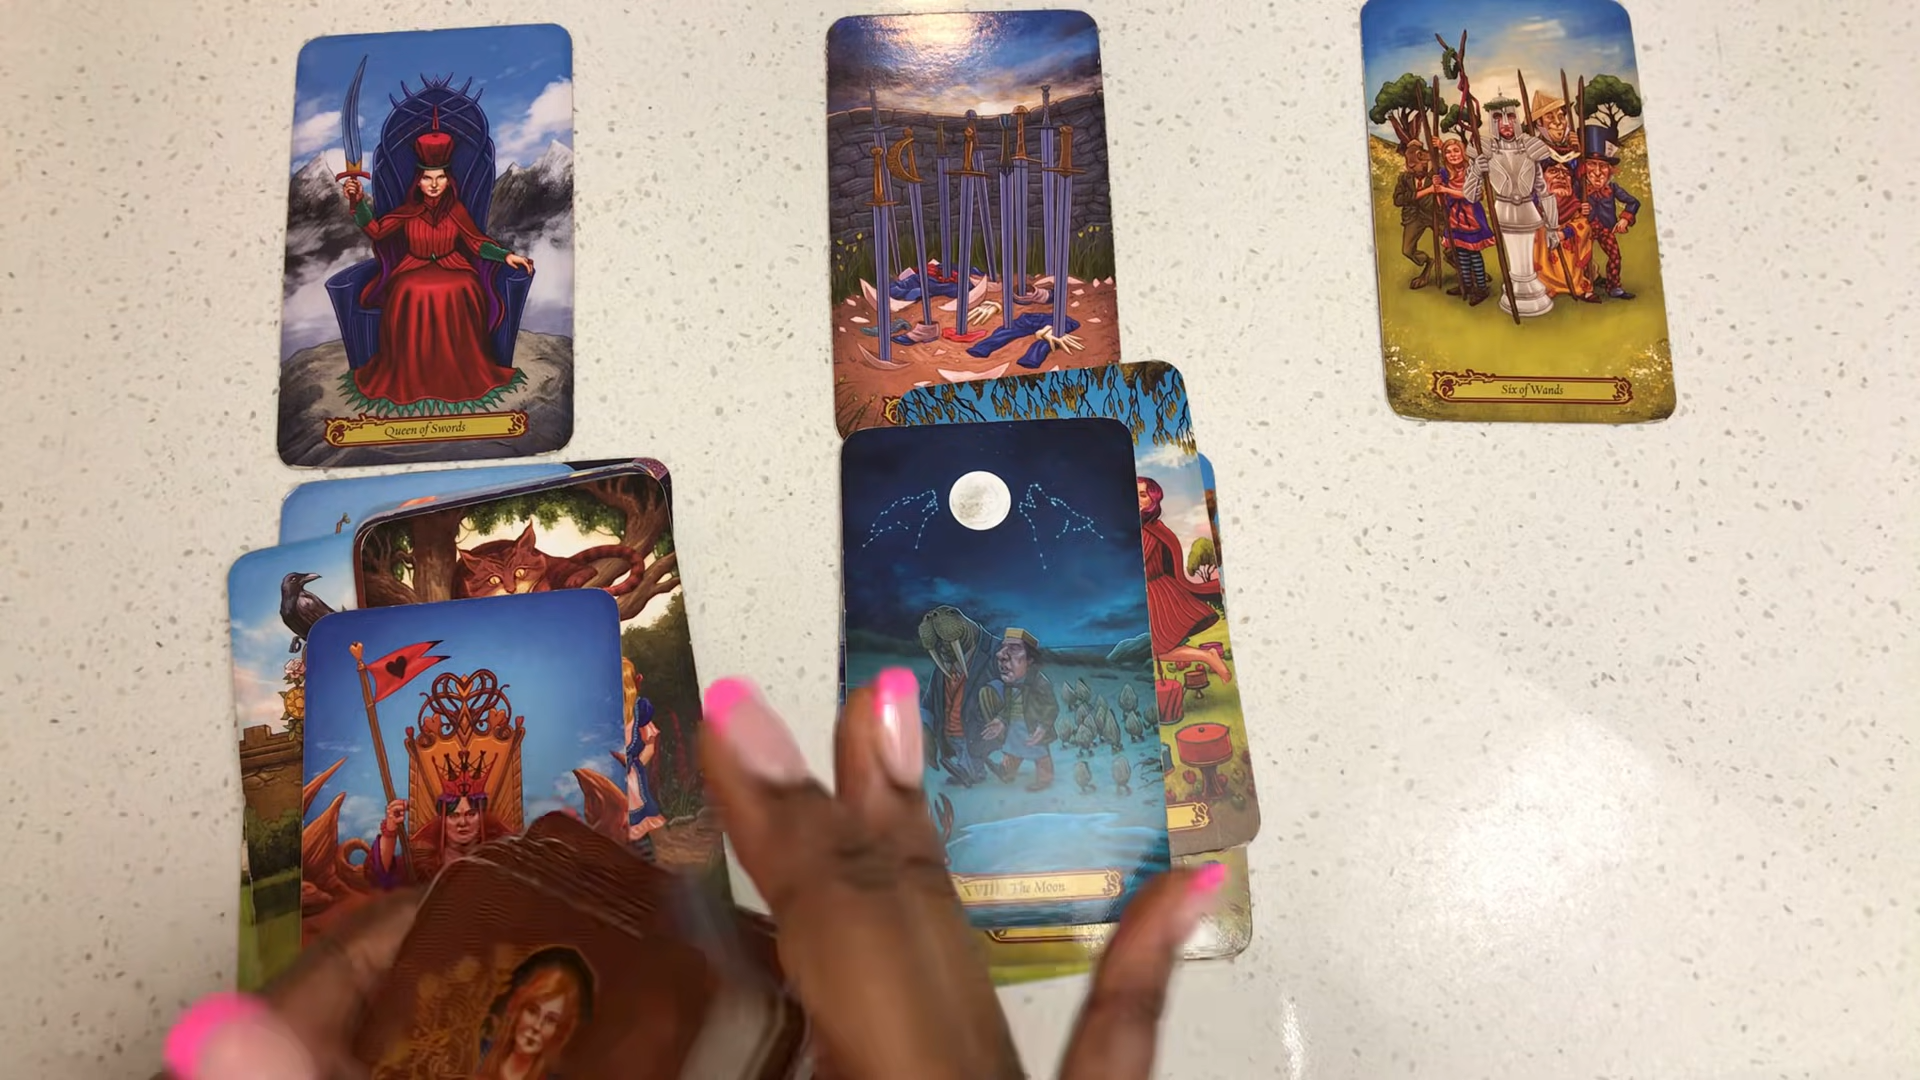 Queen of Swords
Six of Wands
XVIII The Moon